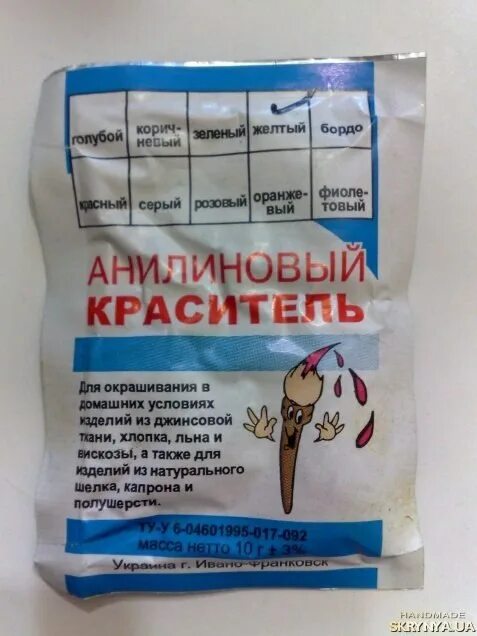 голубой
корич-
невый
зеленый
желтый
бордо
красный
серый
розовый
оранже-
вый
фиоле-
товый
АНИЛИНОВЫЙ
КРАСИТЕЛЬ
Для окрашивания в
домашних условиях
изделий из джинсовой
ткани, хлопка, льна и
вискозы, а также для
изделий из натурального
шелка, капрона и
полушерсти.
ТУ-У 6-04601995-017-092
масса нетто 10 г ± 3%
Украина г. Ивано-Франковск
HANDMADE
SKRYNYA.UA